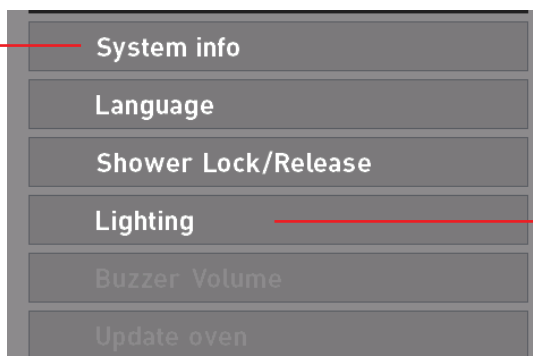 System info
Language
Shower Lock/Release
Lighting
Buzzer Volume
Update oven